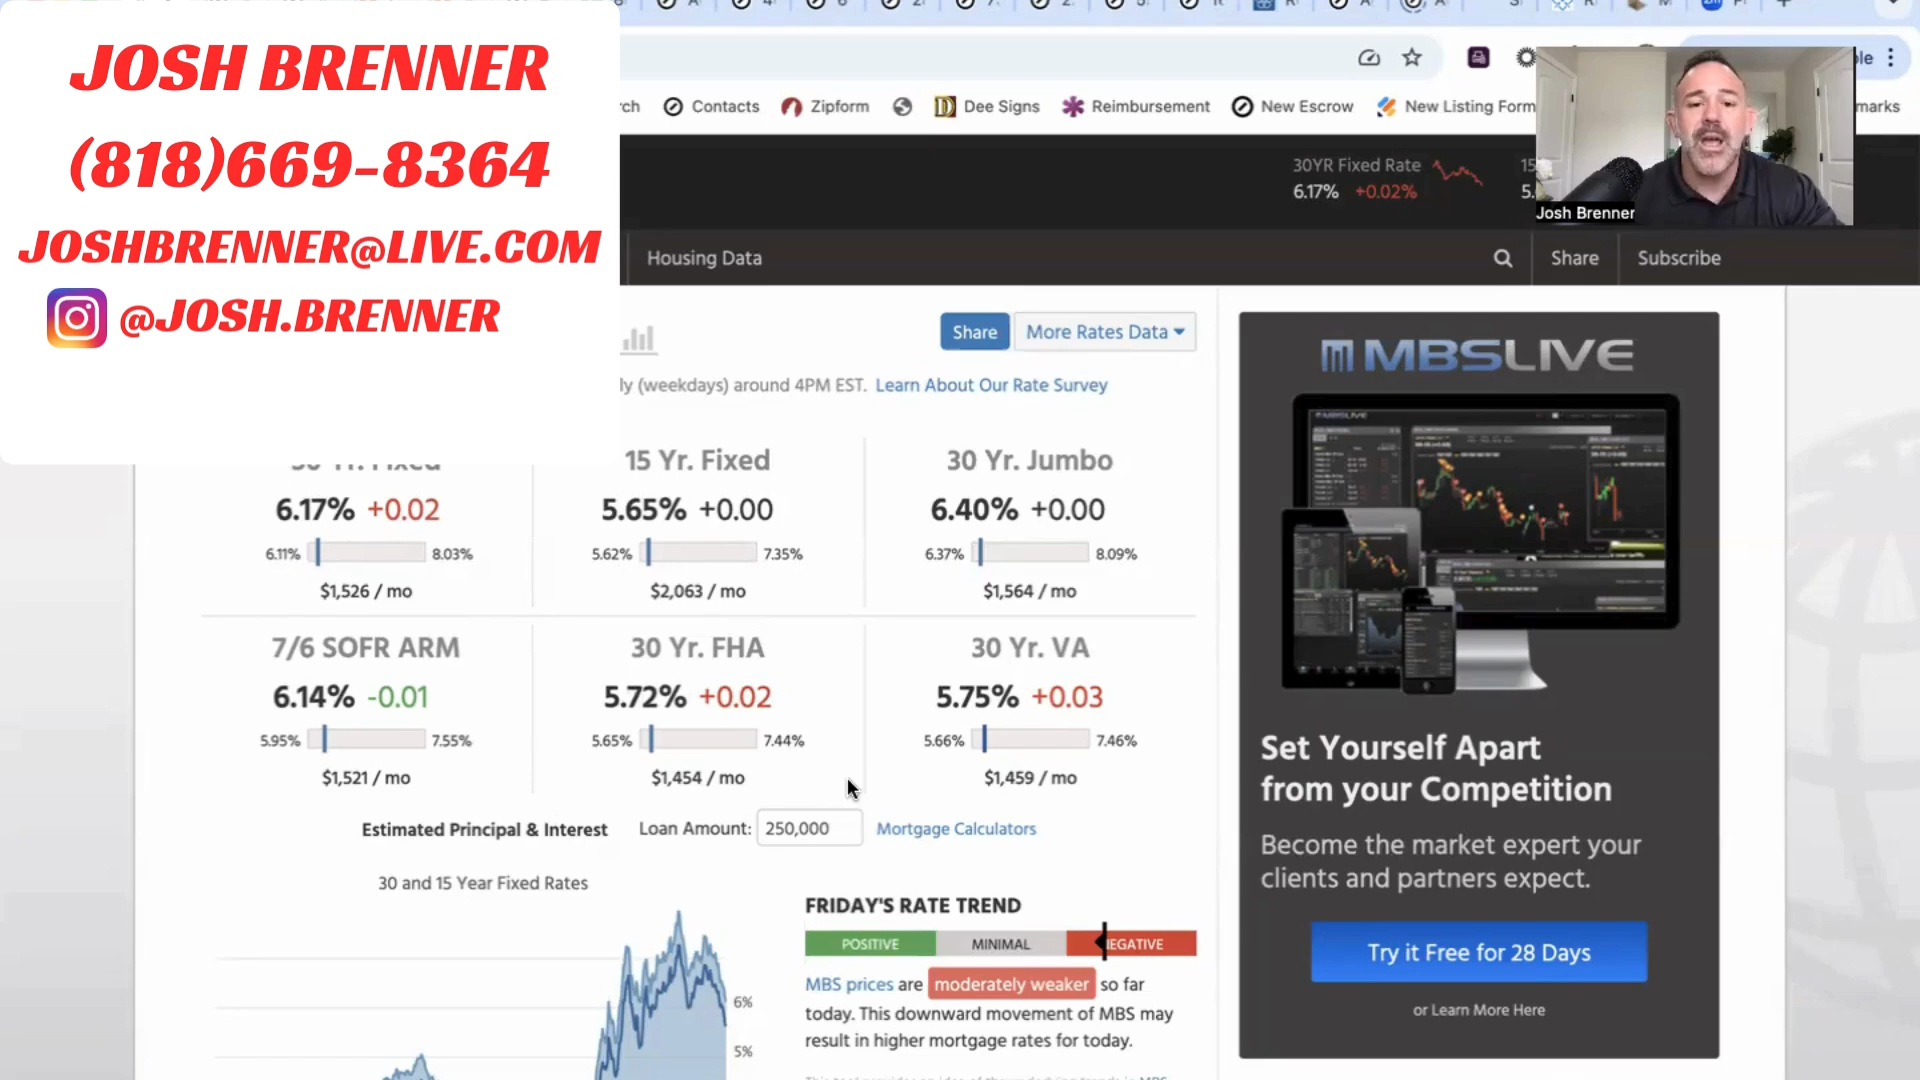 JOSH BRENNER
(818)669-8364
JOSHBRENNER@LIVE.COM
@JOSH.BRENNER
Contacts
Zipform
Dee Signs
Reimbursement
New Escrow
New Listing Form
marks
30YR Fixed Rate
6.17% +0.02%
Josh Brenner
Housing Data
Share
Subscribe
Share
More Rates Data
ly (weekdays) around 4PM EST. Learn About Our Rate Survey
30 Yr. Fixed
6.17% +0.02
6.11% 8.03%
$1,526 / mo
15 Yr. Fixed
5.65% +0.00
5.62% 7.35%
$2,063 / mo
30 Yr. Jumbo
6.40% +0.00
6.37% 8.09%
$1,564 / mo
7/6 SOFR ARM
6.14% -0.01
5.95% 7.55%
$1,521 / mo
30 Yr. FHA
5.72% +0.02
5.65% 7.44%
$1,454 / mo
30 Yr. VA
5.75% +0.03
5.66% 7.46%
$1,459 / mo
Estimated Principal & Interest Loan Amount: 250,000 Mortgage Calculators
30 and 15 Year Fixed Rates
6%
5%
FRIDAY'S RATE TREND
POSITIVE MINIMAL EGATIVE
MBS prices are moderately weaker so far
today. This downward movement of MBS may
result in higher mortgage rates for today.
MBSLIVE
Set Yourself Apart
from your Competition
Become the market expert your
clients and partners expect.
Try it Free for 28 Days
or Learn More Here